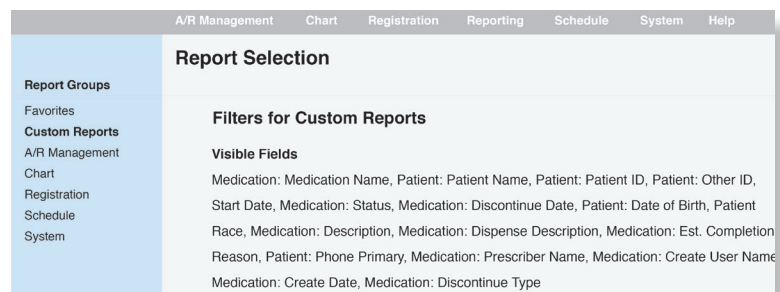 A/R Management Chart Registration Reporting Schedule System Help
Report Selection
Report Groups
Favorites
Custom Reports
A/R Management
Chart
Registration
Schedule
System
Filters for Custom Reports
Visible Fields
Medication: Medication Name, Patient: Patient Name, Patient: Patient ID, Patient: Other ID,
Start Date, Medication: Status, Medication: Discontinue Date, Patient: Date of Birth, Patient
Race, Medication: Description, Medication: Dispense Description, Medication: Est. Completion
Reason, Patient: Phone Primary, Medication: Prescriber Name, Medication: Create User Name
Medication: Create Date, Medication: Discontinue Type